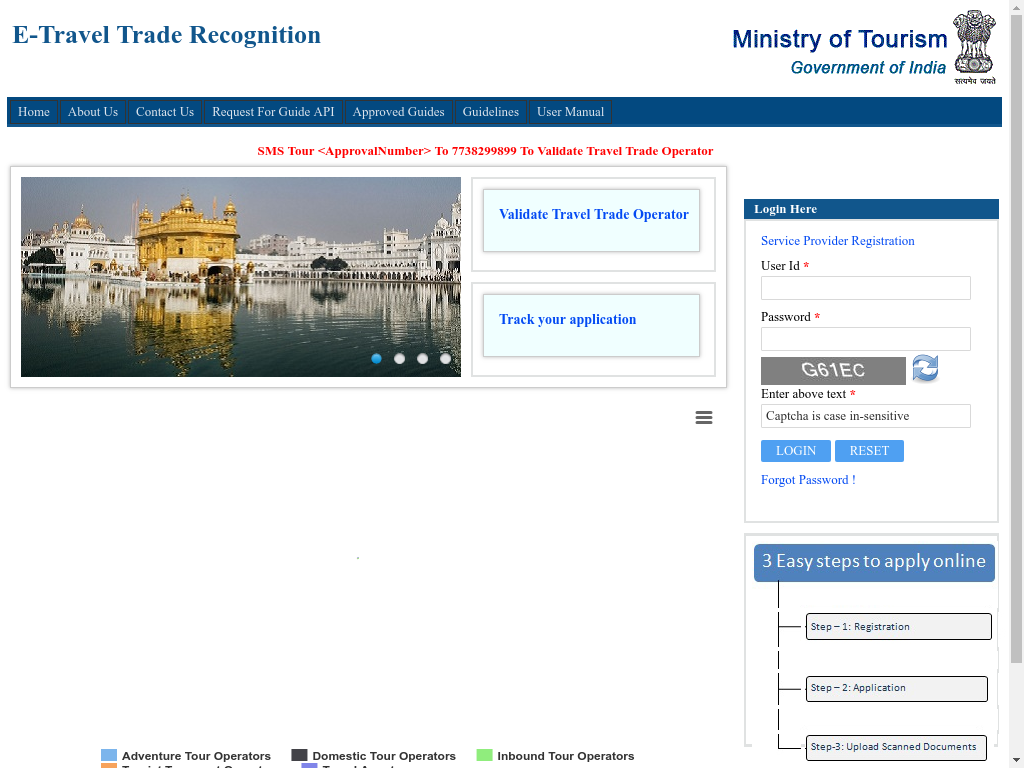 E-Travel Trade Recognition
Ministry of Tourism
Government of India
सत्यमेव जयते
Home About Us Contact Us Request For Guide API Approved Guides Guidelines User Manual
SMS Tour <ApprovalNumber> To 7738299899 To Validate Travel Trade Operator
Validate Travel Trade Operator
Track your application
Login Here
Service Provider Registration
User Id *
Password *
G61EC
Enter above text *
Captcha is case in-sensitive
LOGIN RESET
Forgot Password !
3 Easy steps to apply online
Step – 1: Registration
Step – 2: Application
Step-3: Upload Scanned Documents
Adventure Tour Operators Domestic Tour Operators Inbound Tour Operators